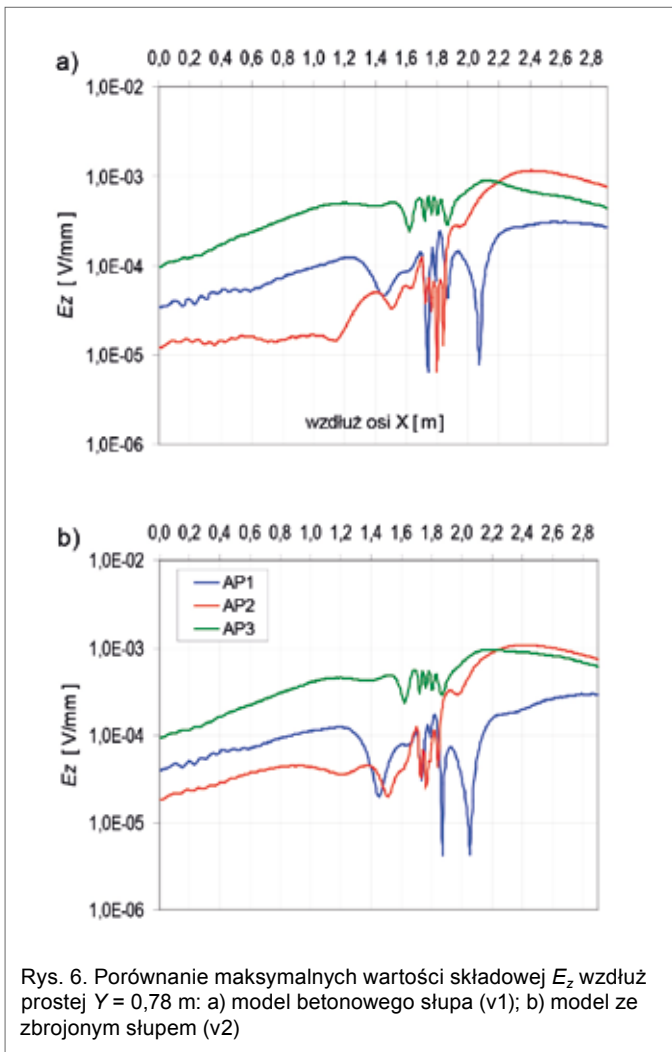 a)
0,0 0,2 0,4 0,6 0,8 1,0 1,2 1,4 1,6 1,8 2,0 2,2 2,4 2,6 2,8
1,0E-02
1,0E-03
1,0E-04
1,0E-05
1,0E-06
Ez [ V/mm]
wzdłuż osi X [ m]
b)
0,0 0,2 0,4 0,6 0,8 1,0 1,2 1,4 1,6 1,8 2,0 2,2 2,4 2,6 2,8
1,0E-02
1,0E-03
1,0E-04
1,0E-05
1,0E-06
Ez [ V/mm]
AP1
AP2
AP3
Rys. 6. Porównanie maksymalnych wartości składowej Ez wzdłuż
prostej Y = 0,78 m: a) model betonowego słupa (v1); b) model ze
zbrojonym słupem (v2)